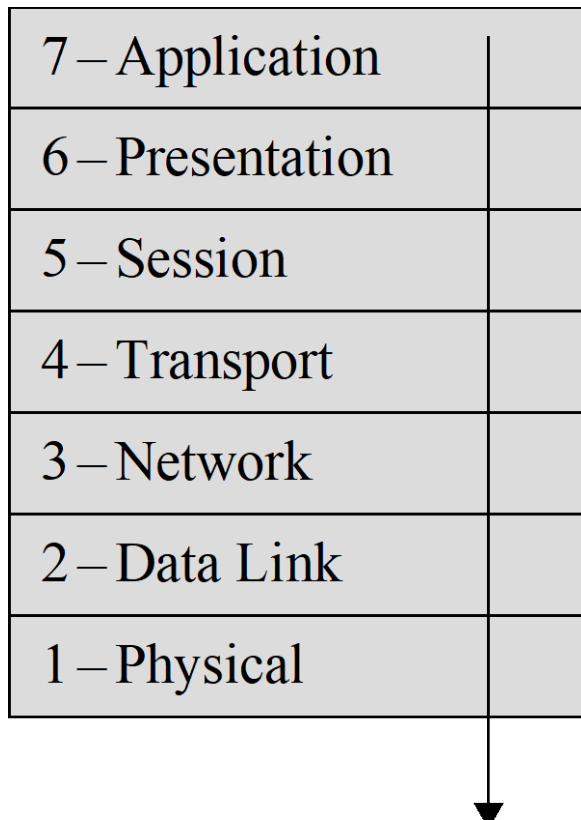 7 – Application
6 – Presentation
5 – Session
4 – Transport
3 – Network
2 – Data Link
1 – Physical